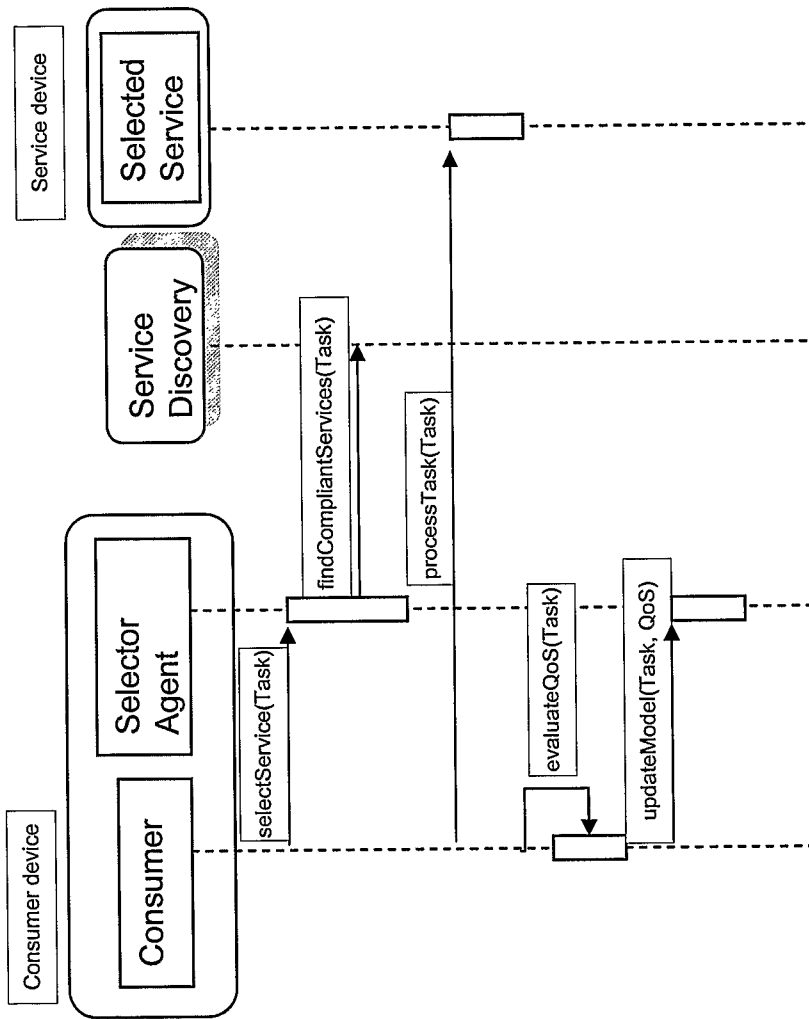 Consumer device
Service device
Consumer
Selector
Agent
Service
Discovery
Selected
Service
selectService(Task)
findCompliantServices(Task)
processTask(Task)
evaluateQoS(Task)
updateModel(Task, QoS)